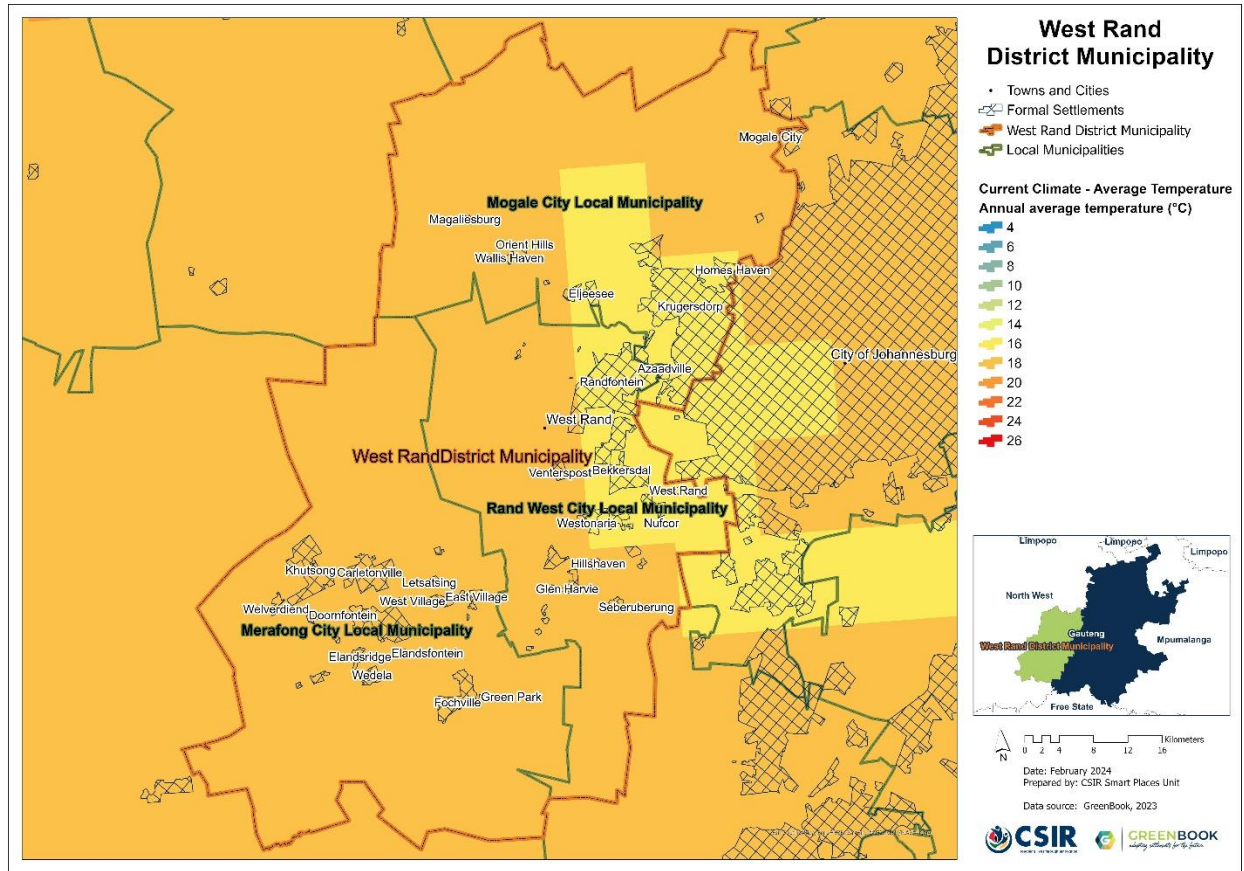 West Rand
District Municipality
Towns and Cities
Formal Settlements
West Rand District Municipality
Local Municipalities
Current Climate - Average Temperature
Annual average temperature (°C)
4
6
8
10
12
14
16
18
20
22
24
26
Mogale City
Mogale City Local Municipality
Magaliesburg
Orient Hills
Wallis Haven
Homes Haven
Eljeesee
Krugersdorp
City of Johannesburg
Azaadville
Randfontein
West Rand
West RandDistrict Municipality
Venterspost
Bekkersdal
West Rand
Rand West City Local Municipality
Westonaria
Nufcor
Hillshaven
Khutsong
Carletonville
Letsatsing
Glen Harvie
West Village
East Village
Seberuberung
Welverdiend
Doornfontein
Merafong City Local Municipality
Elandsridge
Elandsfontein
Wedela
Green Park
Fochville
Limpopo
Limpopo
Limpopo
North West
Gauteng
Mpumalanga
West Rand District Municipality
Free State
N
0 2 4 8 12 16
Kilometers
Date: February 2024
Prepared by: CSIR Smart Places Unit
Data source: GreenBook, 2023
CSIR
GREENBOOK
adapting settlements for the future